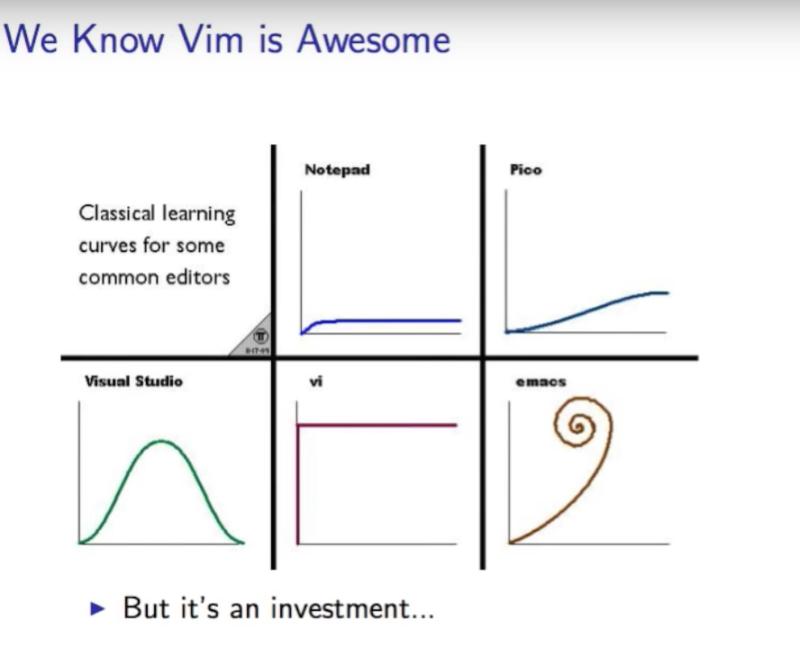 We Know Vim is Awesome
Classical learning
curves for some
common editors
Notepad
Pico
Visual Studio
vi
emacs
But it's an investment...